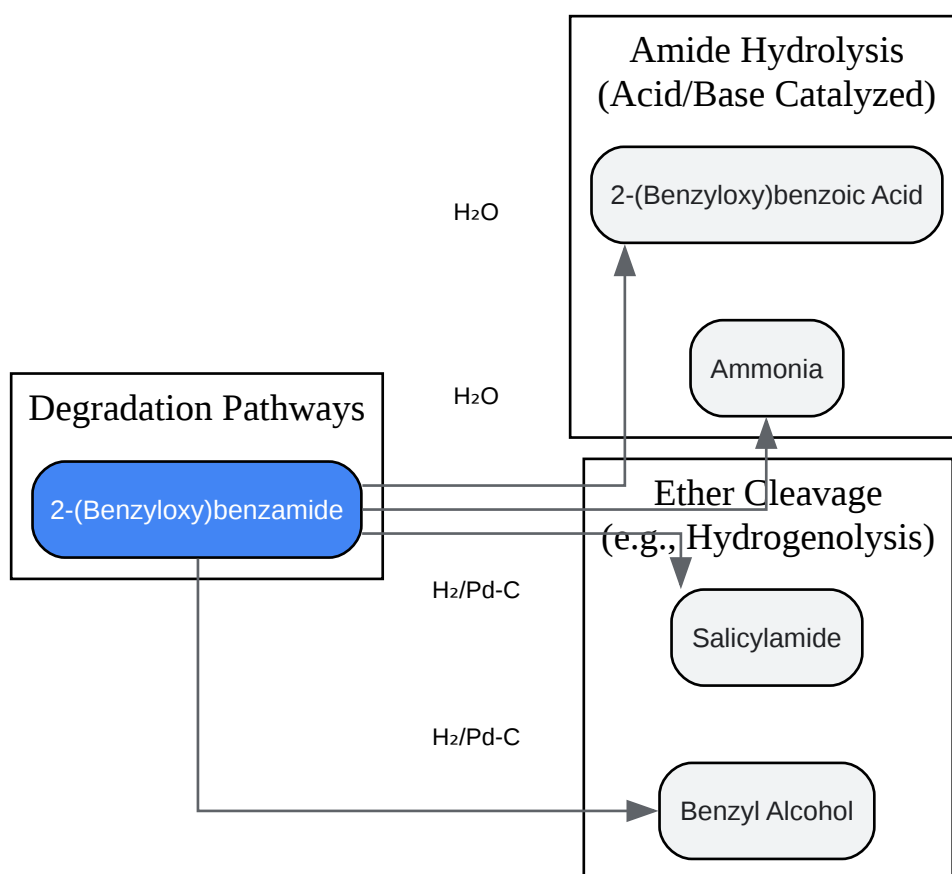 Amide Hydrolysis
(Acid/Base Catalyzed)
2-(Benzyloxy)benzoic Acid
H₂O
Ammonia
H₂O
Degradation Pathways
2-(Benzyloxy)benzamide
Ether Cleavage
(e.g., Hydrogenolysis)
H₂/Pd-C
Salicylamide
H₂/Pd-C
Benzyl Alcohol